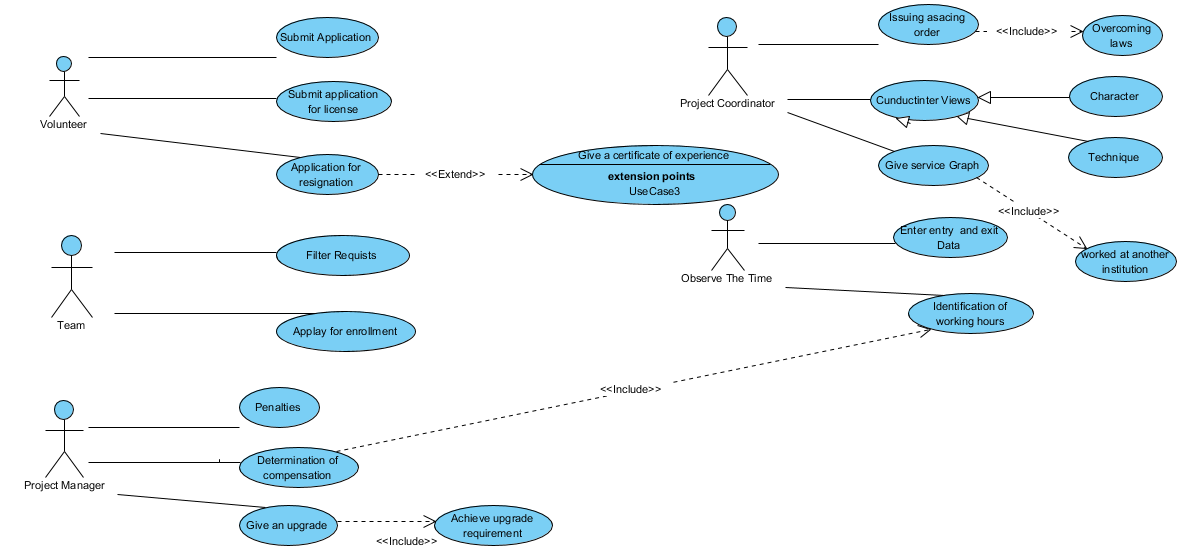 Submit Application
Submit application
for license
Volunteer
Application for
resignation
<<Extend>>
Give a certificate of experience
extension points
UseCase3
Filter Requists
Team
Applay for enrollment
Penalties
Determination of
compensation
Project Manager
Give an upgrade
<<Include>>
Achieve upgrade
requirement
<<Include>>
Issuing asacing
order
<<Include>>
Overcoming
laws
Project Coordinator
Cunductinter Views
Character
Technique
Give service Graph
<<Include>>
worked at another
institution
Enter entry and exit
Data
Observe The Time
Identification of
working hours